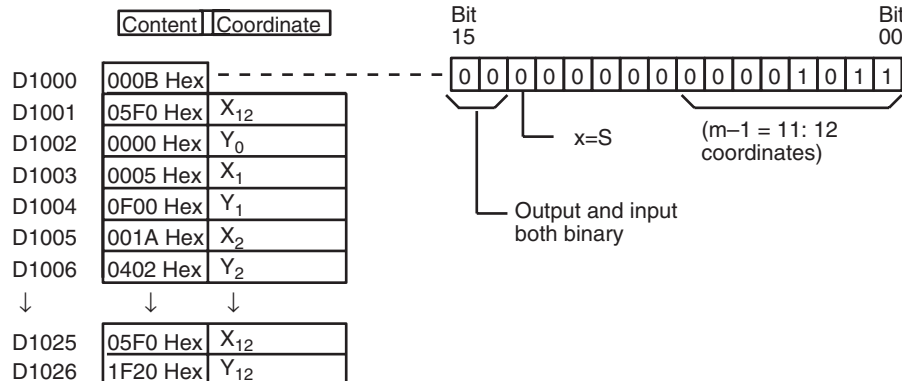 Content Coordinate
Bit 15
Bit 00
D1000 000B Hex 0 0 0 0 0 0 0 0 0 0 0 0 1 0 1 1
D1001 05F0 Hex X12
D1002 0000 Hex Y0
D1003 0005 Hex X1
D1004 0F00 Hex Y1
D1005 001A Hex X2
D1006 0402 Hex Y2
↓ ↓ ↓
D1025 05F0 Hex X12
D1026 1F20 Hex Y12
x=S
(m–1 = 11: 12
coordinates)
Output and input
both binary